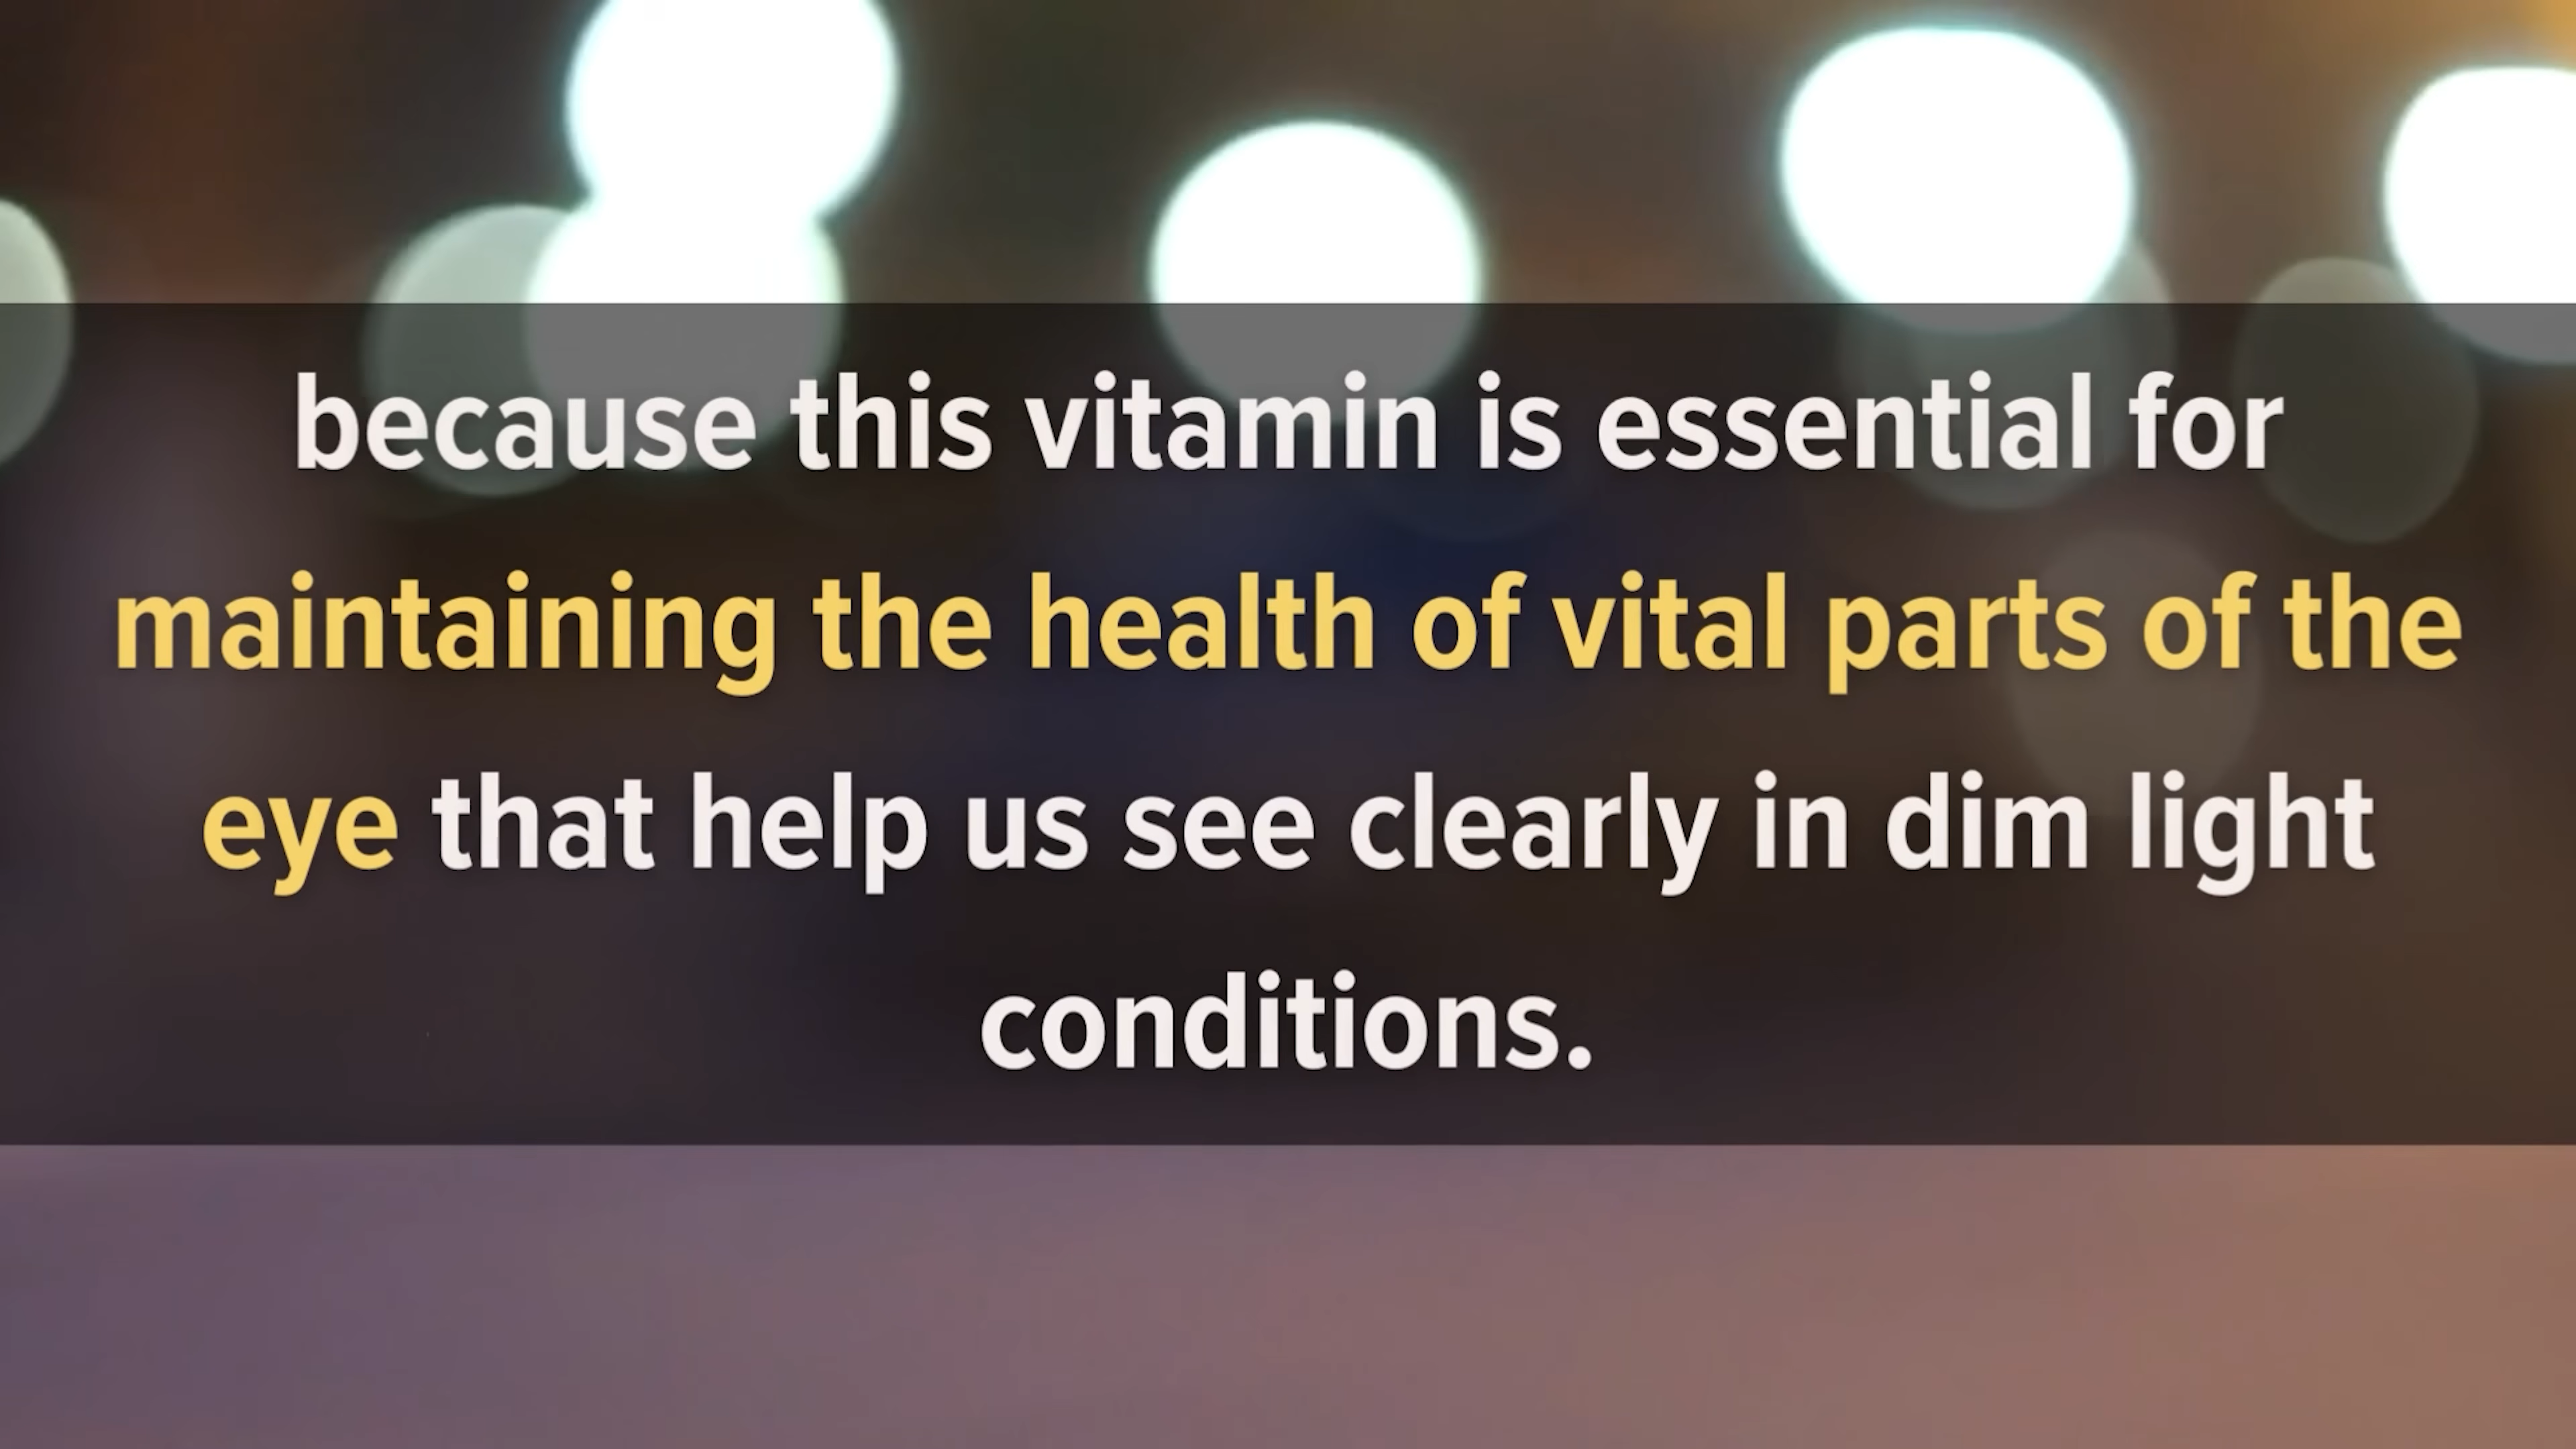 because this vitamin is essential for
maintaining the health of vital parts of the
eye that help us see clearly in dim light
conditions.